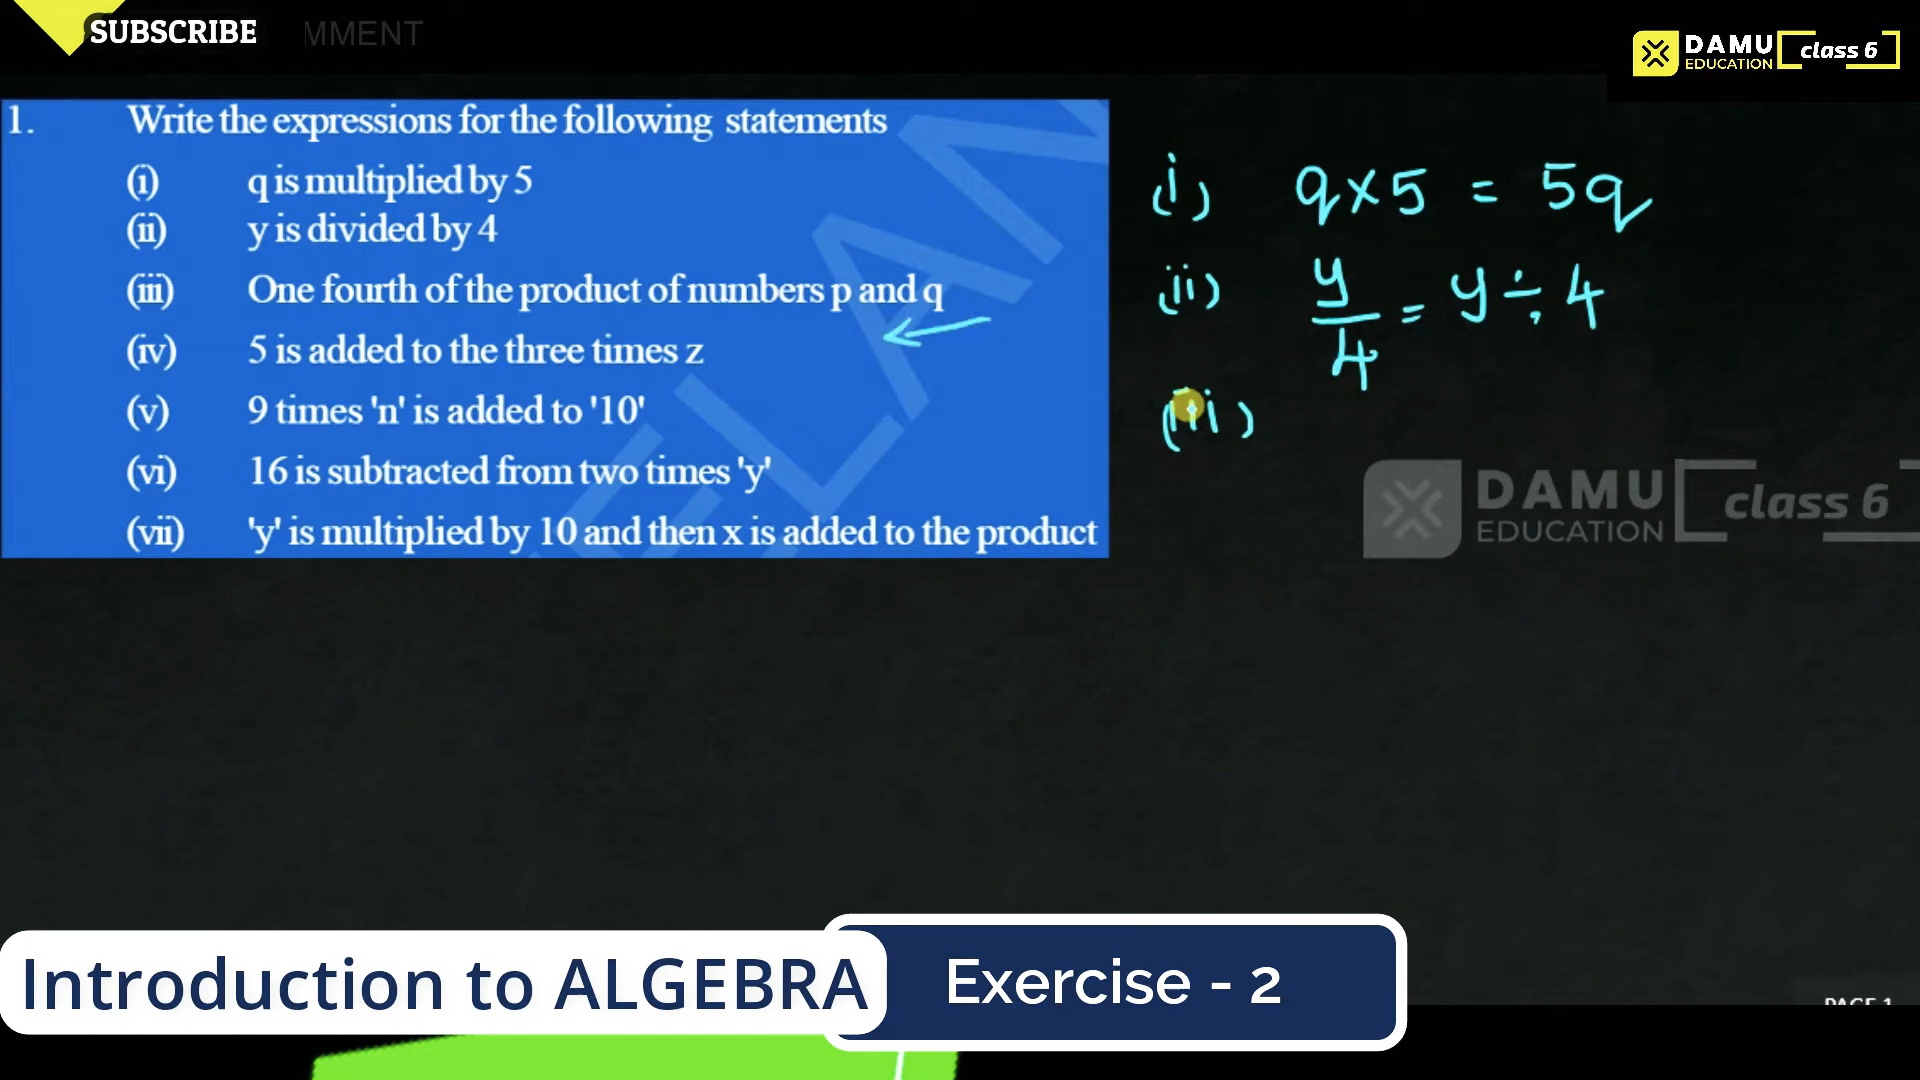 SUBSCRIBE MMENT
DAMU EDUCATION class 6
1. Write the expressions for the following statements
(i) q is multiplied by 5
(ii) y is divided by 4
(iii) One fourth of the product of numbers p and q
(iv) 5 is added to the three times z
(v) 9 times 'n' is added to '10'
(vi) 16 is subtracted from two times 'y'
(vii) 'y' is multiplied by 10 and then x is added to the product
(i) q×5 = 5q
(ii) y/4 = y ÷ 4
(iii)
DAMU EDUCATION class 6
Introduction to ALGEBRA Exercise - 2
PAGE 1